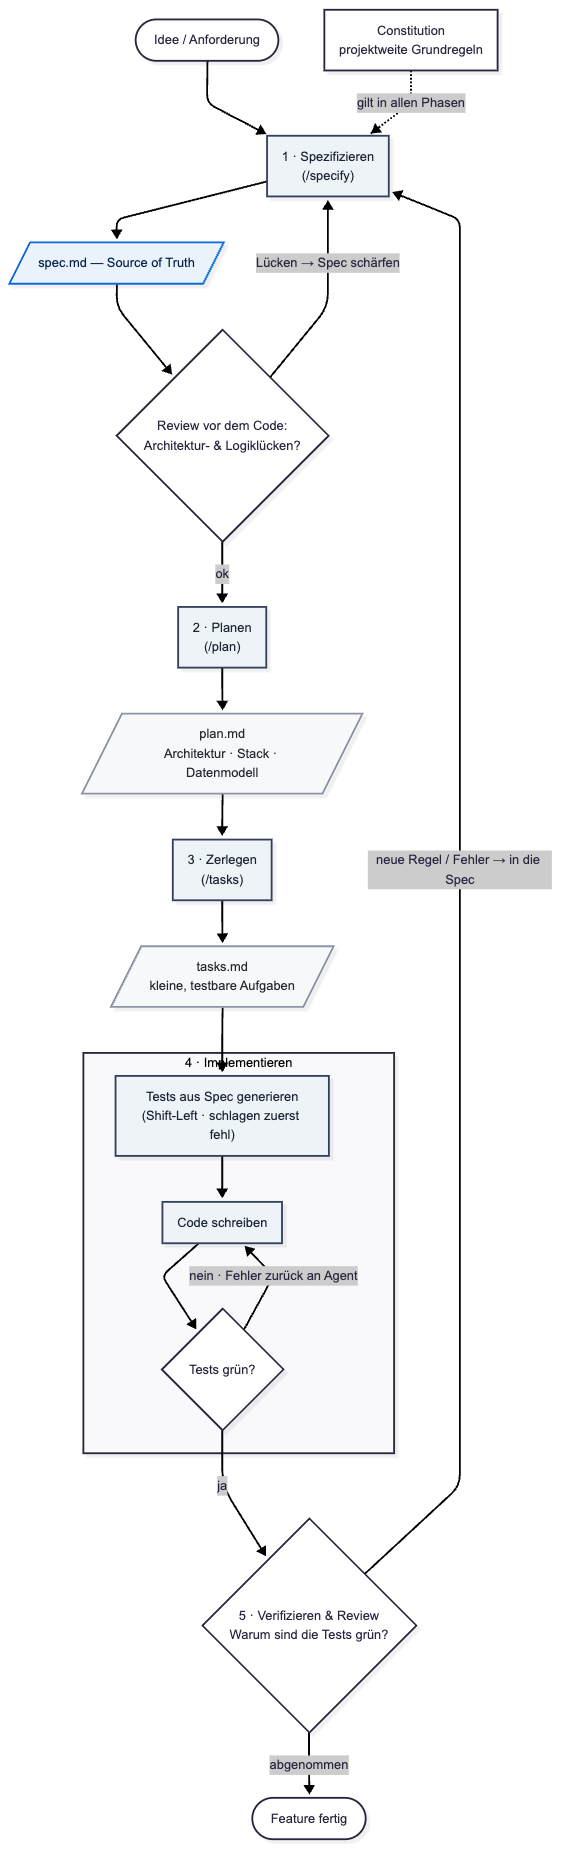 Idee / Anforderung
Constitution
projektweite Grundregeln
gilt in allen Phasen
1 · Spezifizieren
(/specify)
spec.md — Source of Truth
Lücken → Spec schärfen
Review vor dem Code:
Architektur- & Logiklücken?
ok
2 · Planen
(/plan)
plan.md
Architektur · Stack ·
Datenmodell
3 · Zerlegen
(/tasks)
neue Regel / Fehler → in die
Spec
tasks.md
kleine, testbare Aufgaben
4 · Implementieren
Tests aus Spec generieren
(Shift-Left · schlagen zuerst
fehl)
Code schreiben
nein · Fehler zurück an Agent
Tests grün?
ja
5 · Verifizieren & Review
Warum sind die Tests grün?
abgenommen
Feature fertig